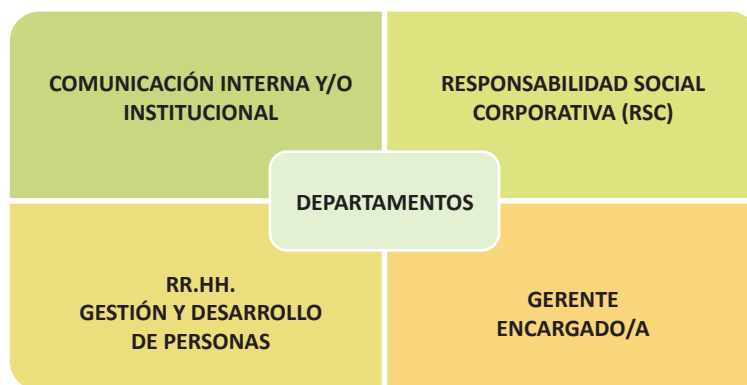 COMUNICACIÓN INTERNA Y/O
INSTITUCIONAL
RESPONSABILIDAD SOCIAL
CORPORATIVA (RSC)
DEPARTAMENTOS
RR.HH.
GESTIÓN Y DESARROLLO
DE PERSONAS
GERENTE
ENCARGADO/A